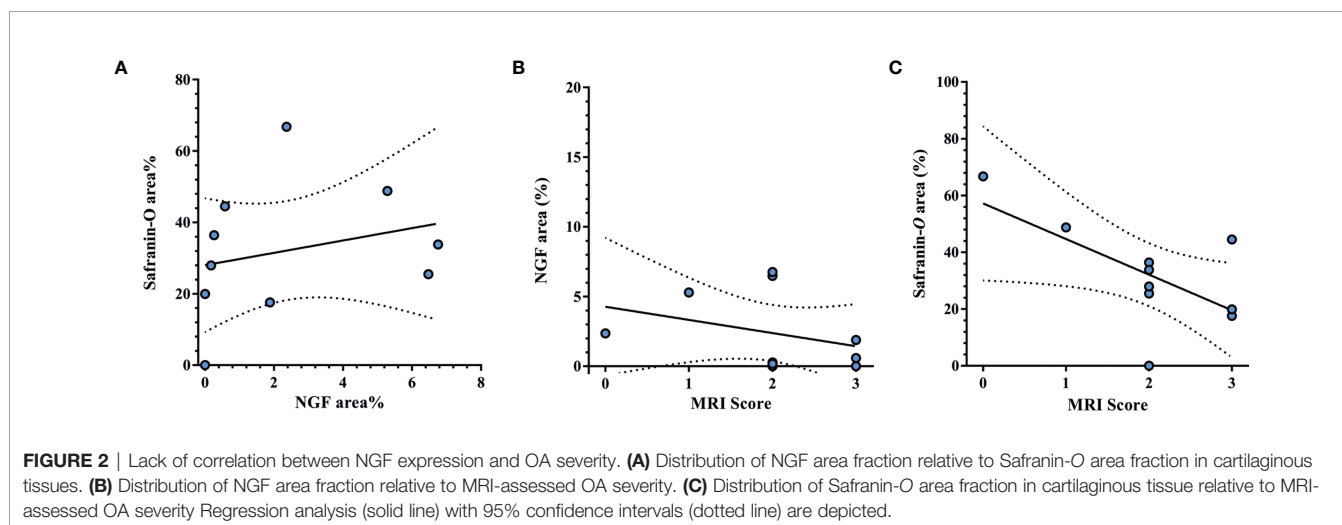 A
B
C
80
60
40
20
0
Safranin-O area%
0 2 4 6 8
NGF area%
20
15
10
5
0
NGF area (%)
0 1 2 3
MRI Score
100
80
60
40
20
0
Safranin-O area (%)
0 1 2 3
MRI Score
FIGURE 2 | Lack of correlation between NGF expression and OA severity. (A) Distribution of NGF area fraction relative to Safranin-O area fraction in cartilaginous
tissues. (B) Distribution of NGF area fraction relative to MRI-assessed OA severity. (C) Distribution of Safranin-O area fraction in cartilaginous tissue relative to MRI-
assessed OA severity Regression analysis (solid line) with 95% confidence intervals (dotted line) are depicted.